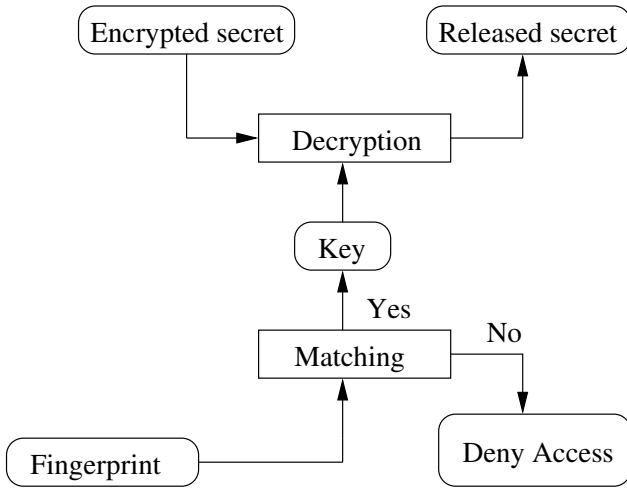 Encrypted secret
Released secret
Decryption
Key
Yes
No
Matching
Fingerprint
Deny Access